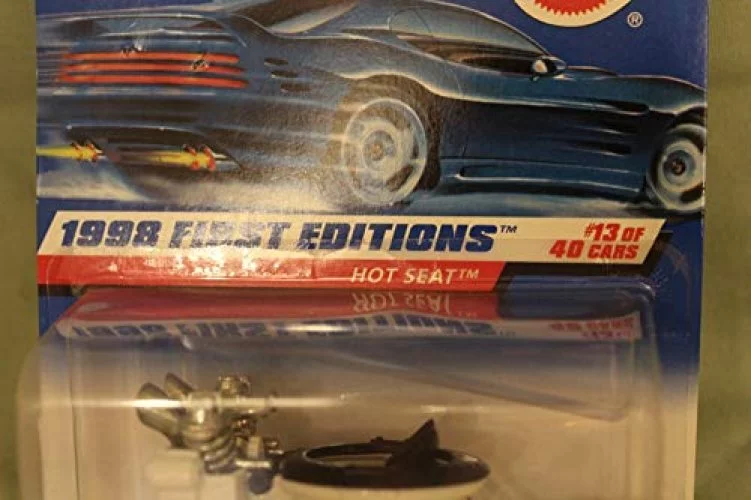 ®
1998 FIRST EDITIONS™
#13 OF
40 CARS
HOT SEAT™